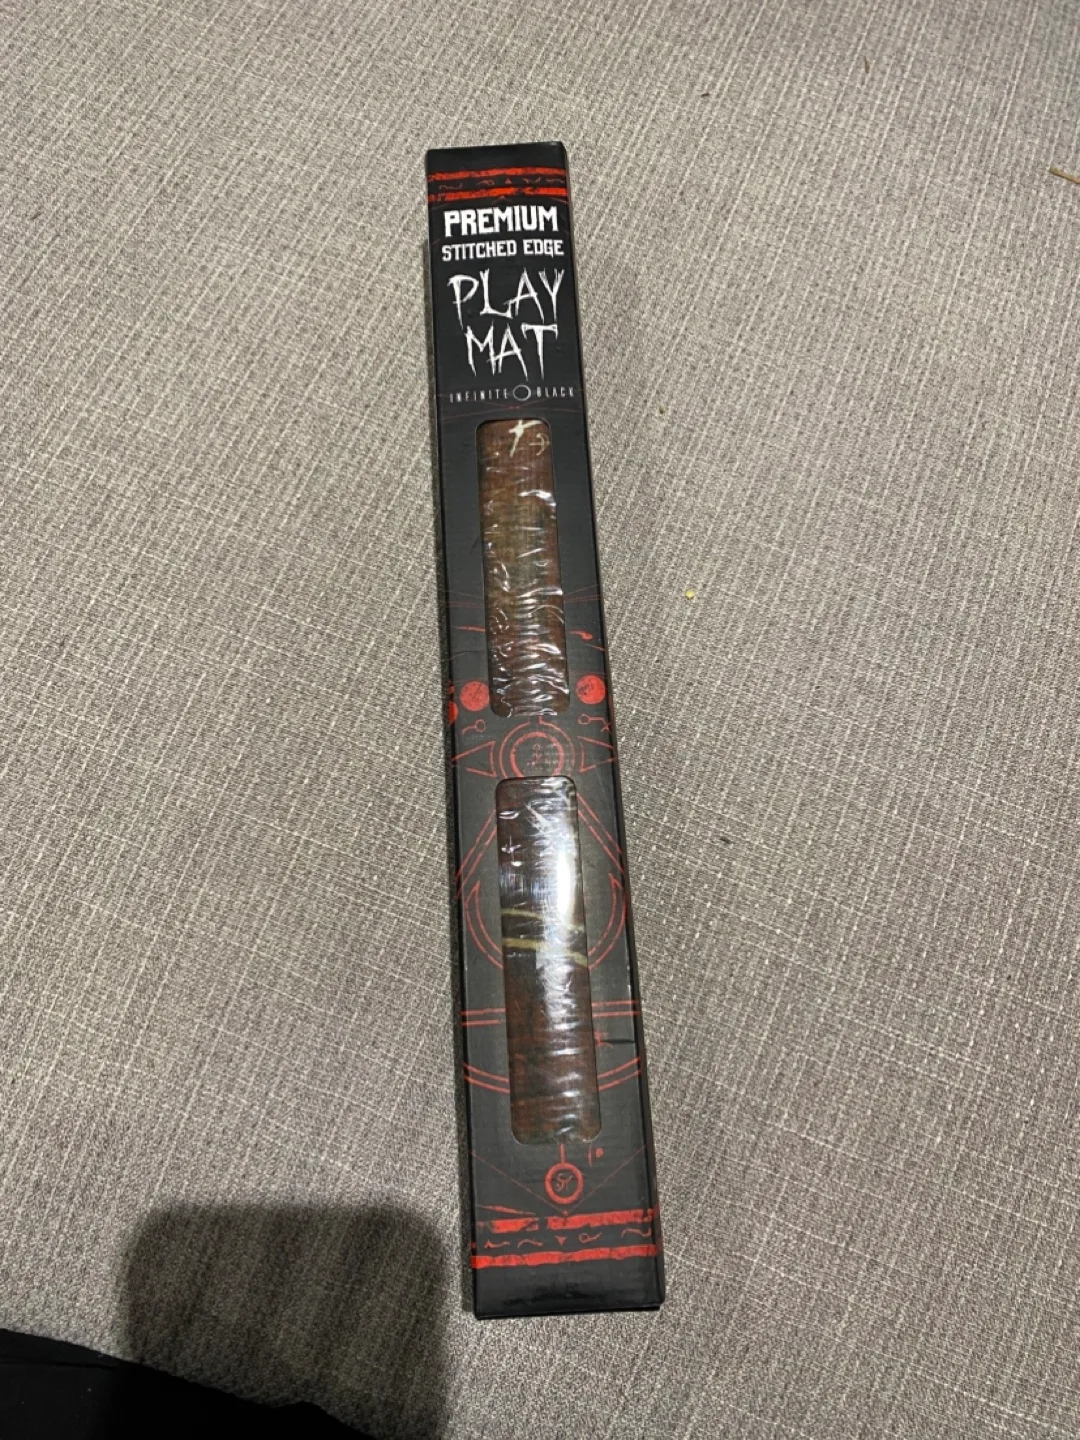 PREMIUM
STITCHED EDGE
PLAY
MAT
INFINITE BLACK